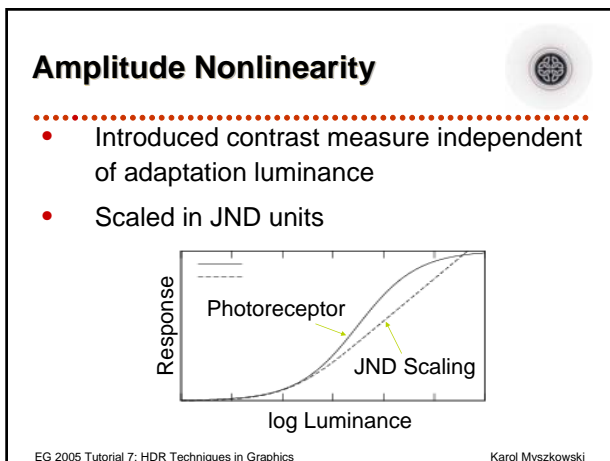 Amplitude Nonlinearity
• Introduced contrast measure independent
of adaptation luminance
• Scaled in JND units
Response
Photoreceptor
JND Scaling
log Luminance
EG 2005 Tutorial 7: HDR Techniques in Graphics
Karol Myszkowski